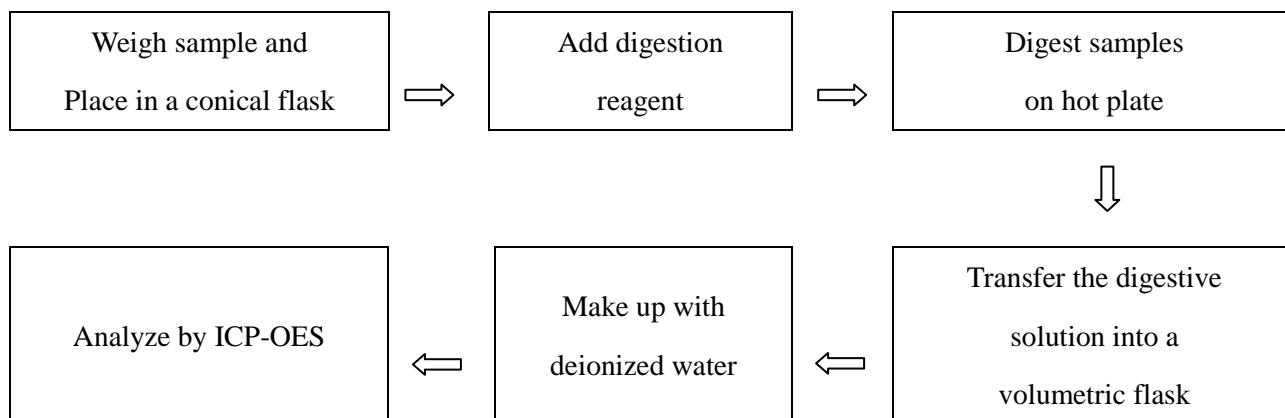 Weigh sample and
Place in a conical flask
Add digestion
reagent
Digest samples
on hot plate
Transfer the digestive
solution into a
volumetric flask
Make up with
deionized water
Analyze by ICP-OES